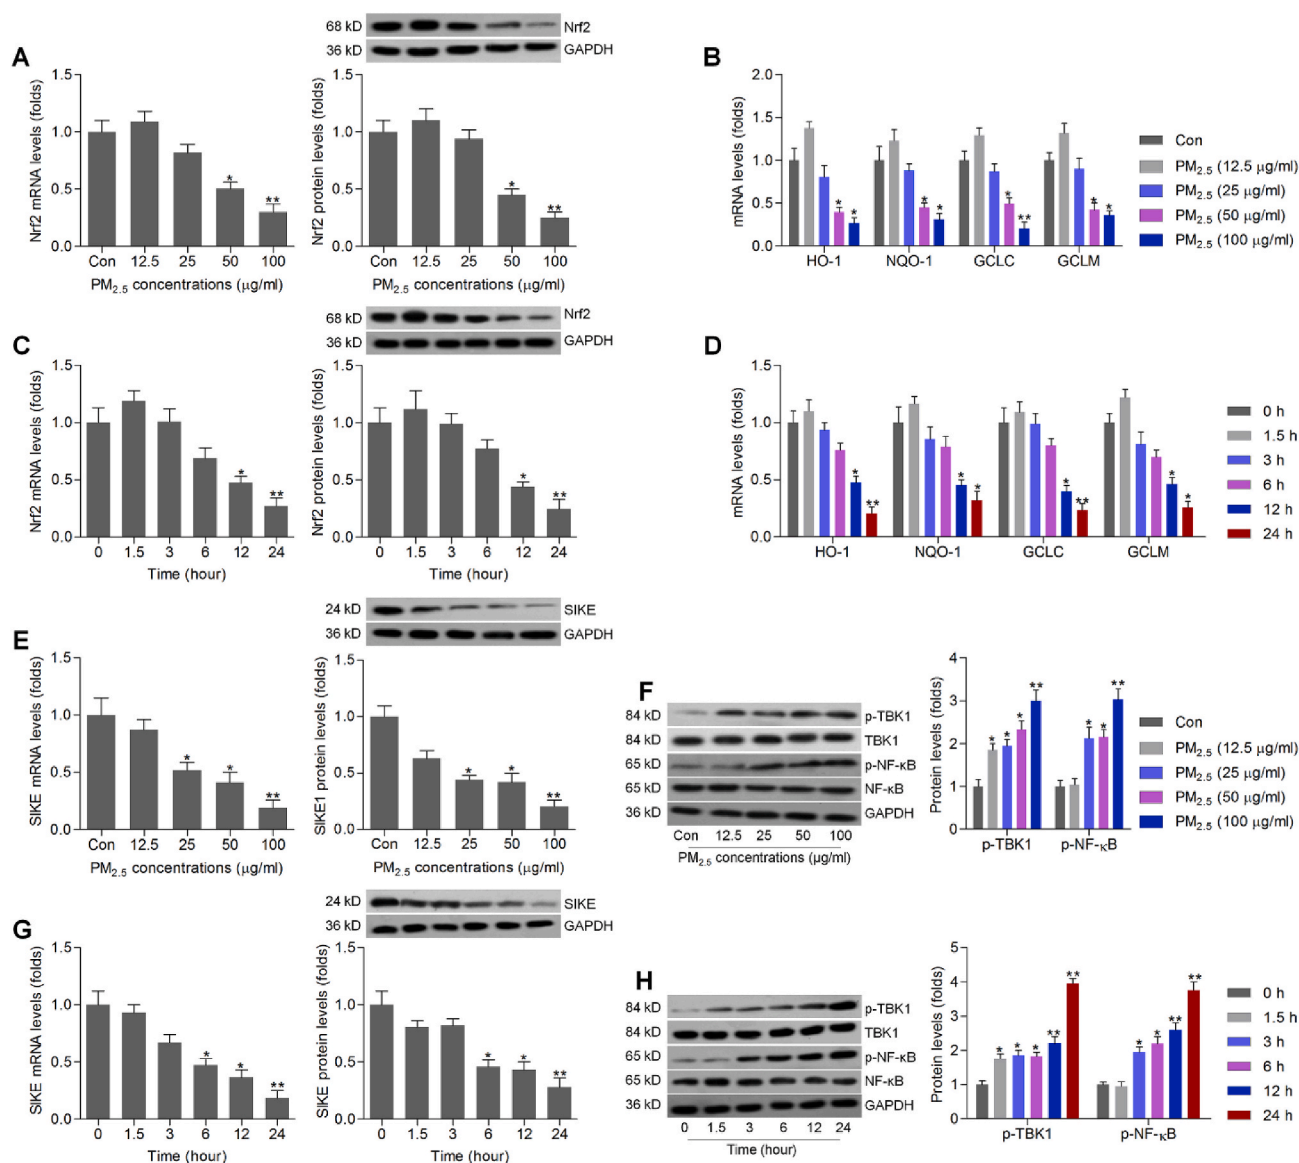 A
68 kD
Nrf2
36 kD
GAPDH
Nrf2 mRNA levels (folds)
1.5
1.0
0.5
0.0
*
**
Con 12.5 25 50 100
PM2.5 concentrations (μg/ml)
Nrf2 protein levels (folds)
1.5
1.0
0.5
0.0
*
**
Con 12.5 25 50 100
PM2.5 concentrations (μg/ml)
B
mRNA levels (folds)
2.0
1.5
1.0
0.5
0.0
* * * * * ** * *
HO-1 NQO-1 GCLC GCLM
Con
PM2.5 (12.5 μg/ml)
PM2.5 (25 μg/ml)
PM2.5 (50 μg/ml)
PM2.5 (100 μg/ml)
C
68 kD
Nrf2
36 kD
GAPDH
Nrf2 mRNA levels (folds)
1.5
1.0
0.5
0.0
*
**
0 1.5 3 6 12 24
Time (hour)
Nrf2 protein levels (folds)
1.5
1.0
0.5
0.0
*
**
0 1.5 3 6 12 24
Time (hour)
D
mRNA levels (folds)
1.5
1.0
0.5
0.0
* ** * * * ** * *
HO-1 NQO-1 GCLC GCLM
0 h
1.5 h
3 h
6 h
12 h
24 h
E
24 kD
SIKE
36 kD
GAPDH
SIKE mRNA levels (folds)
1.5
1.0
0.5
0.0
* * **
Con 12.5 25 50 100
PM2.5 concentrations (μg/ml)
SIKE1 protein levels (folds)
1.5
1.0
0.5
0.0
* * **
Con 12.5 25 50 100
PM2.5 concentrations (μg/ml)
F
84 kD p-TBK1
84 kD TBK1
65 kD p-NF-κB
65 kD NF-κB
36 kD GAPDH
Con 12.5 25 50 100
PM2.5 concentrations (μg/ml)
Protein levels (folds)
4
3
2
1
0
* * * ** * * **
p-TBK1 p-NF-κB
Con
PM2.5 (12.5 μg/ml)
PM2.5 (25 μg/ml)
PM2.5 (50 μg/ml)
PM2.5 (100 μg/ml)
G
24 kD
SIKE
36 kD
GAPDH
SIKE mRNA levels (folds)
1.5
1.0
0.5
0.0
* * **
0 1.5 3 6 12 24
Time (hour)
SIKE protein levels (folds)
1.5
1.0
0.5
0.0
* * **
0 1.5 3 6 12 24
Time (hour)
H
84 kD p-TBK1
84 kD TBK1
65 kD p-NF-κB
65 kD NF-κB
36 kD GAPDH
0 1.5 3 6 12 24
Time (hour)
Protein levels (folds)
5
4
3
2
1
0
* * * ** ** * * ** **
p-TBK1 p-NF-κB
0 h
1.5 h
3 h
6 h
12 h
24 h